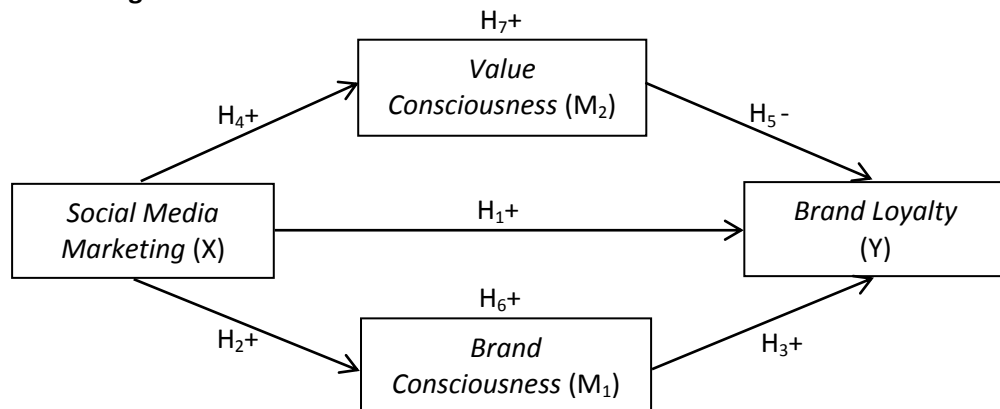 H₇+
Value
Consciousness (M₂)
H₄+
H₅-
Social Media
Marketing (X)
H₁+
Brand Loyalty
(Y)
H₆+
H₂+
Brand
Consciousness (M₁)
H₃+